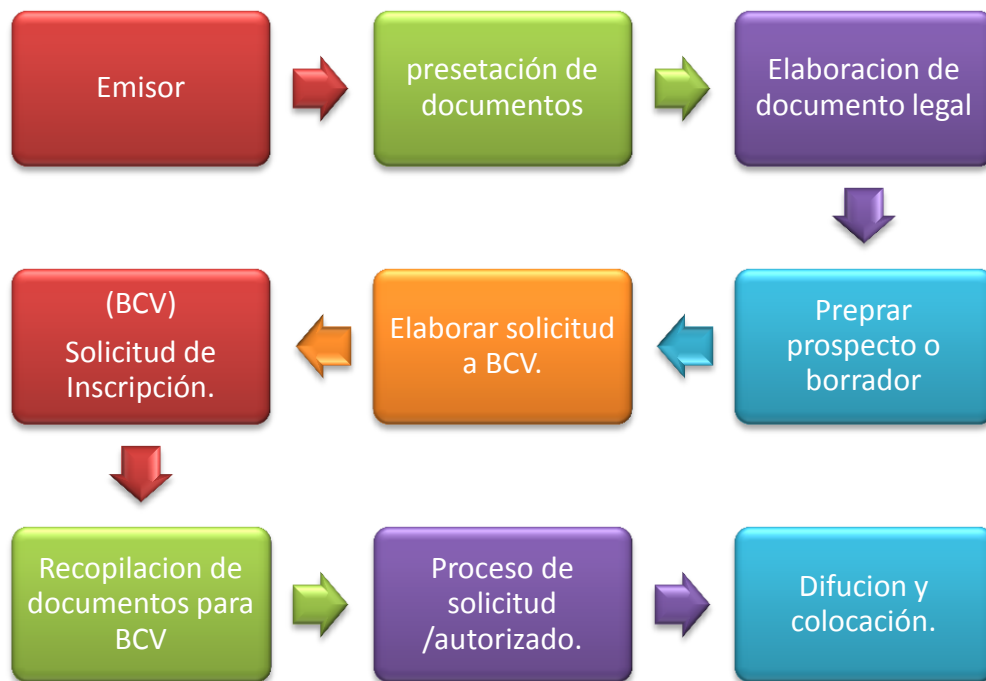 Emisor
presetación de
documentos
Elaboracion de
documento legal
Preprar
prospecto o
borrador
Elaborar solicitud
a BCV.
(BCV)
Solicitud de
Inscripción.
Recopilacion de
documentos para
BCV
Proceso de
solicitud
/autorizado.
Difucion y
colocación.